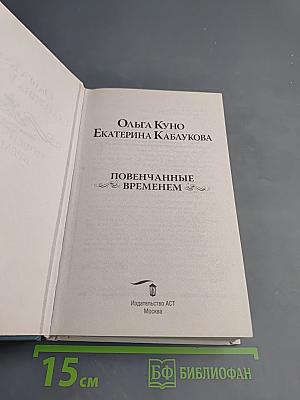 Ольга Куно
Екатерина Каблукова
ПОВЕНЧАННЫЕ
ВРЕМЕНЕМ
Издательство АСТ
Москва
15 см
БФ БИБЛИОФАН